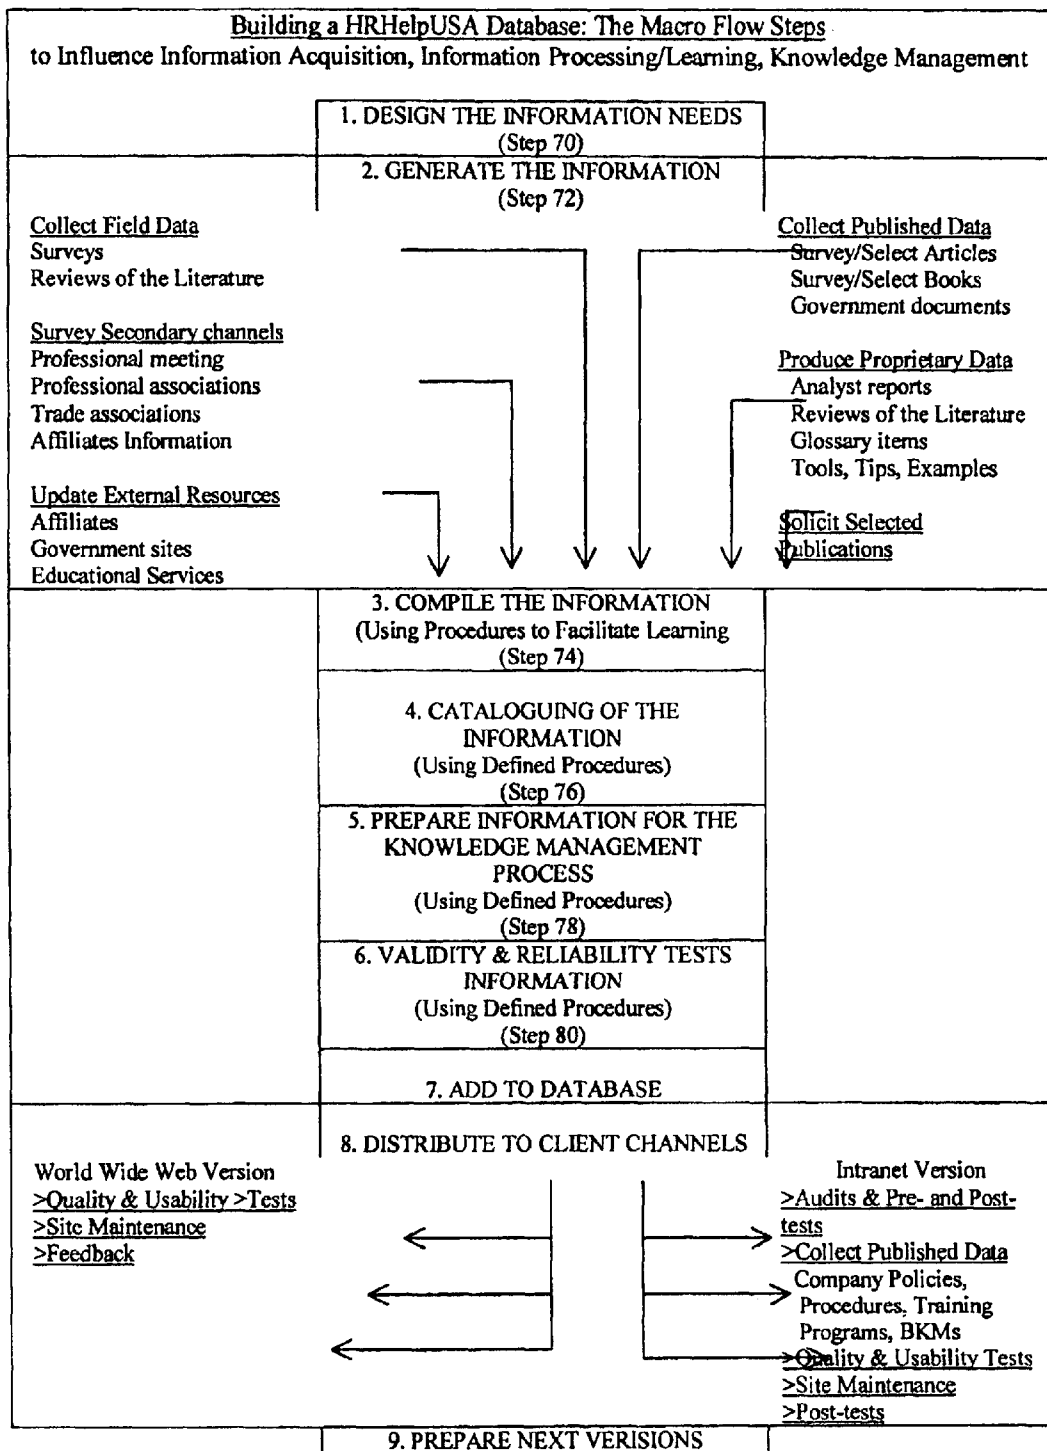 Building a HRHelpUSA Database: The Macro Flow Steps
to Influence Information Acquisition, Information Processing/Learning, Knowledge Management
1. DESIGN THE INFORMATION NEEDS
(Step 70)
2. GENERATE THE INFORMATION
(Step 72)
Collect Field Data
Surveys
Reviews of the Literature
Survey Secondary channels
Professional meeting
Professional associations
Trade associations
Affiliates Information
Update External Resources
Affiliates
Government sites
Educational Services
Collect Published Data
Survey/Select Articles
Survey/Select Books
Government documents
Produce Proprietary Data
Analyst reports
Reviews of the Literature
Glossary items
Tools, Tips, Examples
Solicit Selected
Publications
3. COMPILE THE INFORMATION
(Using Procedures to Facilitate Learning
(Step 74)
4. CATALOGUING OF THE
INFORMATION
(Using Defined Procedures)
(Step 76)
5. PREPARE INFORMATION FOR THE
KNOWLEDGE MANAGEMENT
PROCESS
(Using Defined Procedures)
(Step 78)
6. VALIDITY & RELIABILITY TESTS
INFORMATION
(Using Defined Procedures)
(Step 80)
7. ADD TO DATABASE
8. DISTRIBUTE TO CLIENT CHANNELS
World Wide Web Version
>Quality & Usability >Tests
>Site Maintenance
>Feedback
Intranet Version
>Audits & Pre- and Post-
tests
>Collect Published Data
Company Policies,
Procedures, Training
Programs, BKMs
>Quality & Usability Tests
>Site Maintenance
>Post-tests
9. PREPARE NEXT VERISIONS